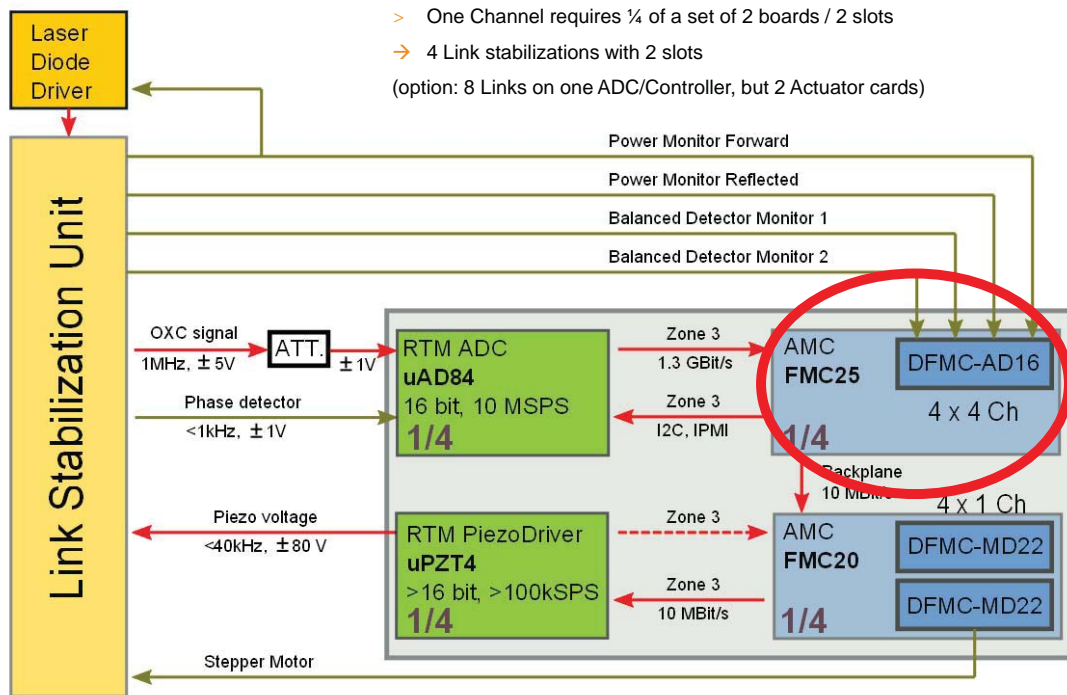 > One Channel requires ¼ of a set of 2 boards / 2 slots
→ 4 Link stabilizations with 2 slots
(option: 8 Links on one ADC/Controller, but 2 Actuator cards)
Laser
Diode
Driver
Link Stabilization Unit
Power Monitor Forward
Power Monitor Reflected
Balanced Detector Monitor 1
Balanced Detector Monitor 2
OXC signal
1MHz, ±5V
ATT.
±1V
Phase detector
<1kHz, ±1V
RTM ADC
uAD84
16 bit, 10 MSPS
1/4
Zone 3
1.3 GBit/s
Zone 3
I2C, IPMI
AMC
FMC25
DFMC-AD16
4 x 4 Ch
1/4
Backplane
10 MBit/s
4 x 1 Ch
Piezo voltage
<40kHz, ±80 V
RTM PiezoDriver
uPZT4
>16 bit, >100kSPS
1/4
Zone 3
Zone 3
10 MBit/s
AMC
FMC20
DFMC-MD22
DFMC-MD22
1/4
Stepper Motor